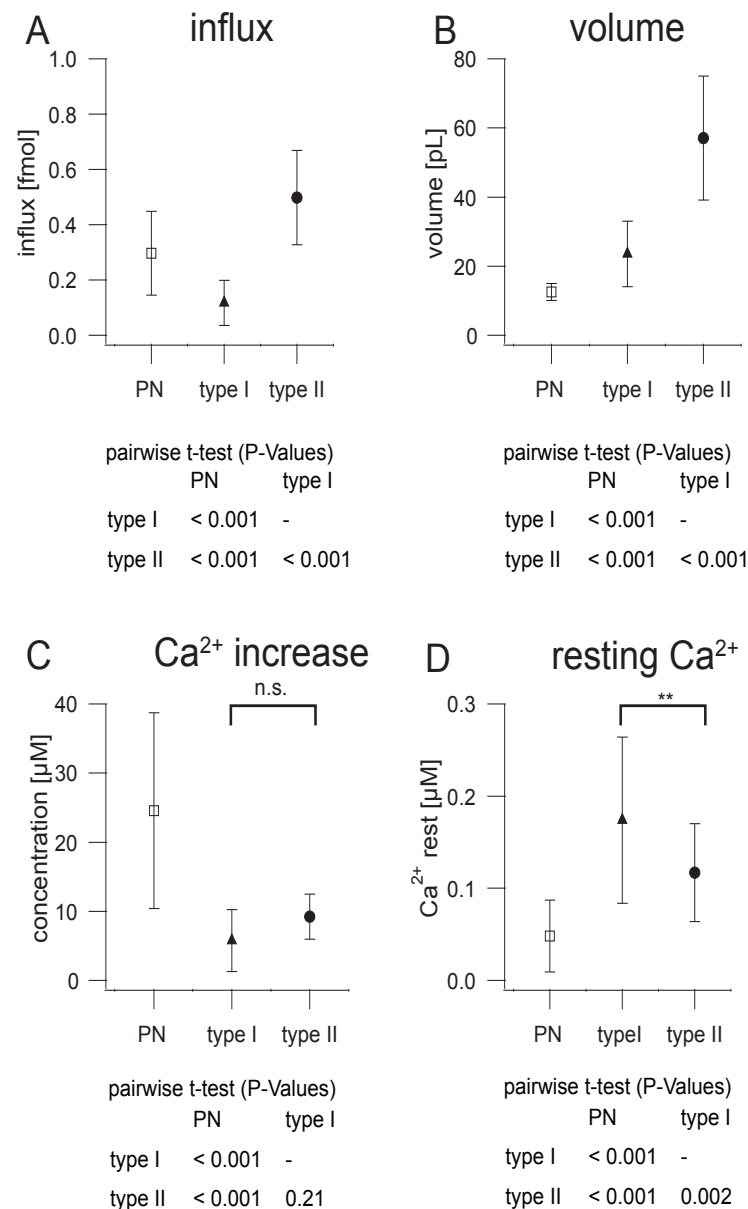 A influx
1.0
0.8
0.6
0.4
0.2
0.0
influx [fmol]
PN type I type II
pairwise t-test (P-Values)
PN type I
type I < 0.001 -
type II < 0.001 < 0.001
B volume
80
60
40
20
0
volume [pL]
PN type I type II
pairwise t-test (P-Values)
PN type I
type I < 0.001 -
type II < 0.001 < 0.001
C Ca²⁺ increase
n.s.
40
30
20
10
0
concentration [µM]
PN type I type II
pairwise t-test (P-Values)
PN type I
type I < 0.001 -
type II < 0.001 0.21
D resting Ca²⁺
**
0.3
0.2
0.1
0.0
Ca²⁺ rest [µM]
PN typeI type II
pairwise t-test (P-Values)
PN type I
type I < 0.001 -
type II < 0.001 0.002